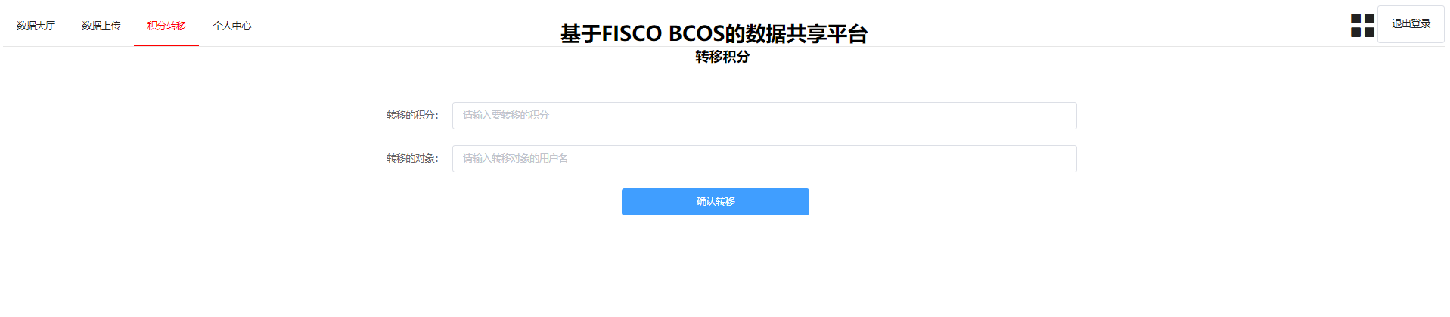 数据大厅 数据上传 积分转移 个人中心
基于FISCO BCOS的数据共享平台
退出登录
转移积分
转移的积分: 请输入要转移的积分
转移的对象: 请输入转移对象的用户名
确认转移